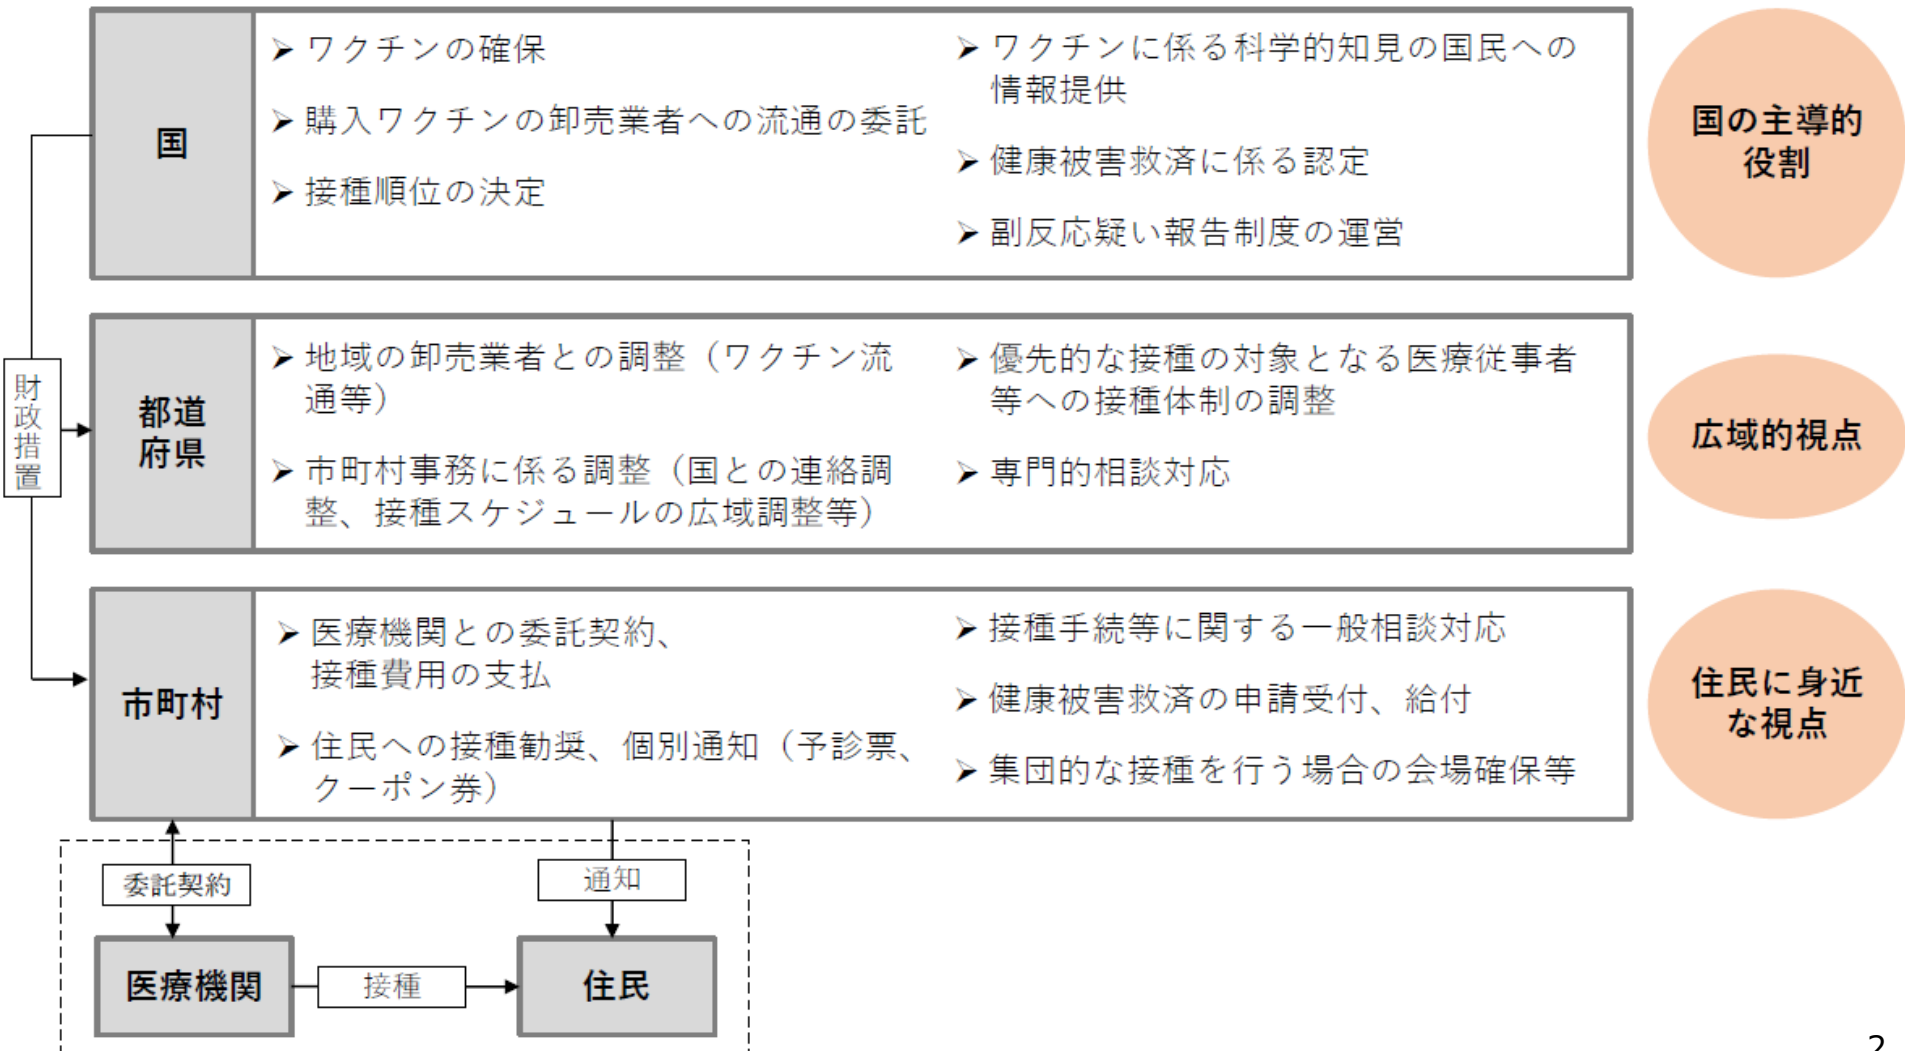 国
➢ ワクチンの確保
➢ 購入ワクチンの卸売業者への流通の委託
➢ 接種順位の決定
➢ ワクチンに係る科学的知見の国民への
情報提供
➢ 健康被害救済に係る認定
➢ 副反応疑い報告制度の運営
国の主導的
役割
財政措置
都道
府県
➢ 地域の卸売業者との調整（ワクチン流
通等）
➢ 市町村事務に係る調整（国との連絡調
整、接種スケジュールの広域調整等）
➢ 優先的な接種の対象となる医療従事者
等への接種体制の調整
➢ 専門的相談対応
広域的視点
市町村
➢ 医療機関との委託契約、
接種費用の支払
➢ 住民への接種勧奨、個別通知（予診票、
クーポン券）
➢ 接種手続等に関する一般相談対応
➢ 健康被害救済の申請受付、給付
➢ 集団的な接種を行う場合の会場確保等
住民に身近
な視点
委託契約
通知
医療機関
接種
住民
2